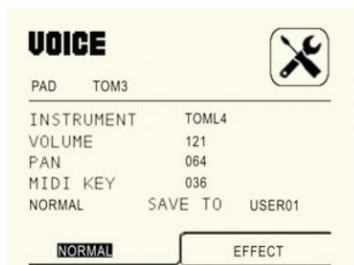 VOICE
PAD TOM3
INSTRUMENT TOML4
VOLUME 121
PAN 064
MIDI KEY 036
NORMAL SAVE TO USER01
NORMAL EFFECT